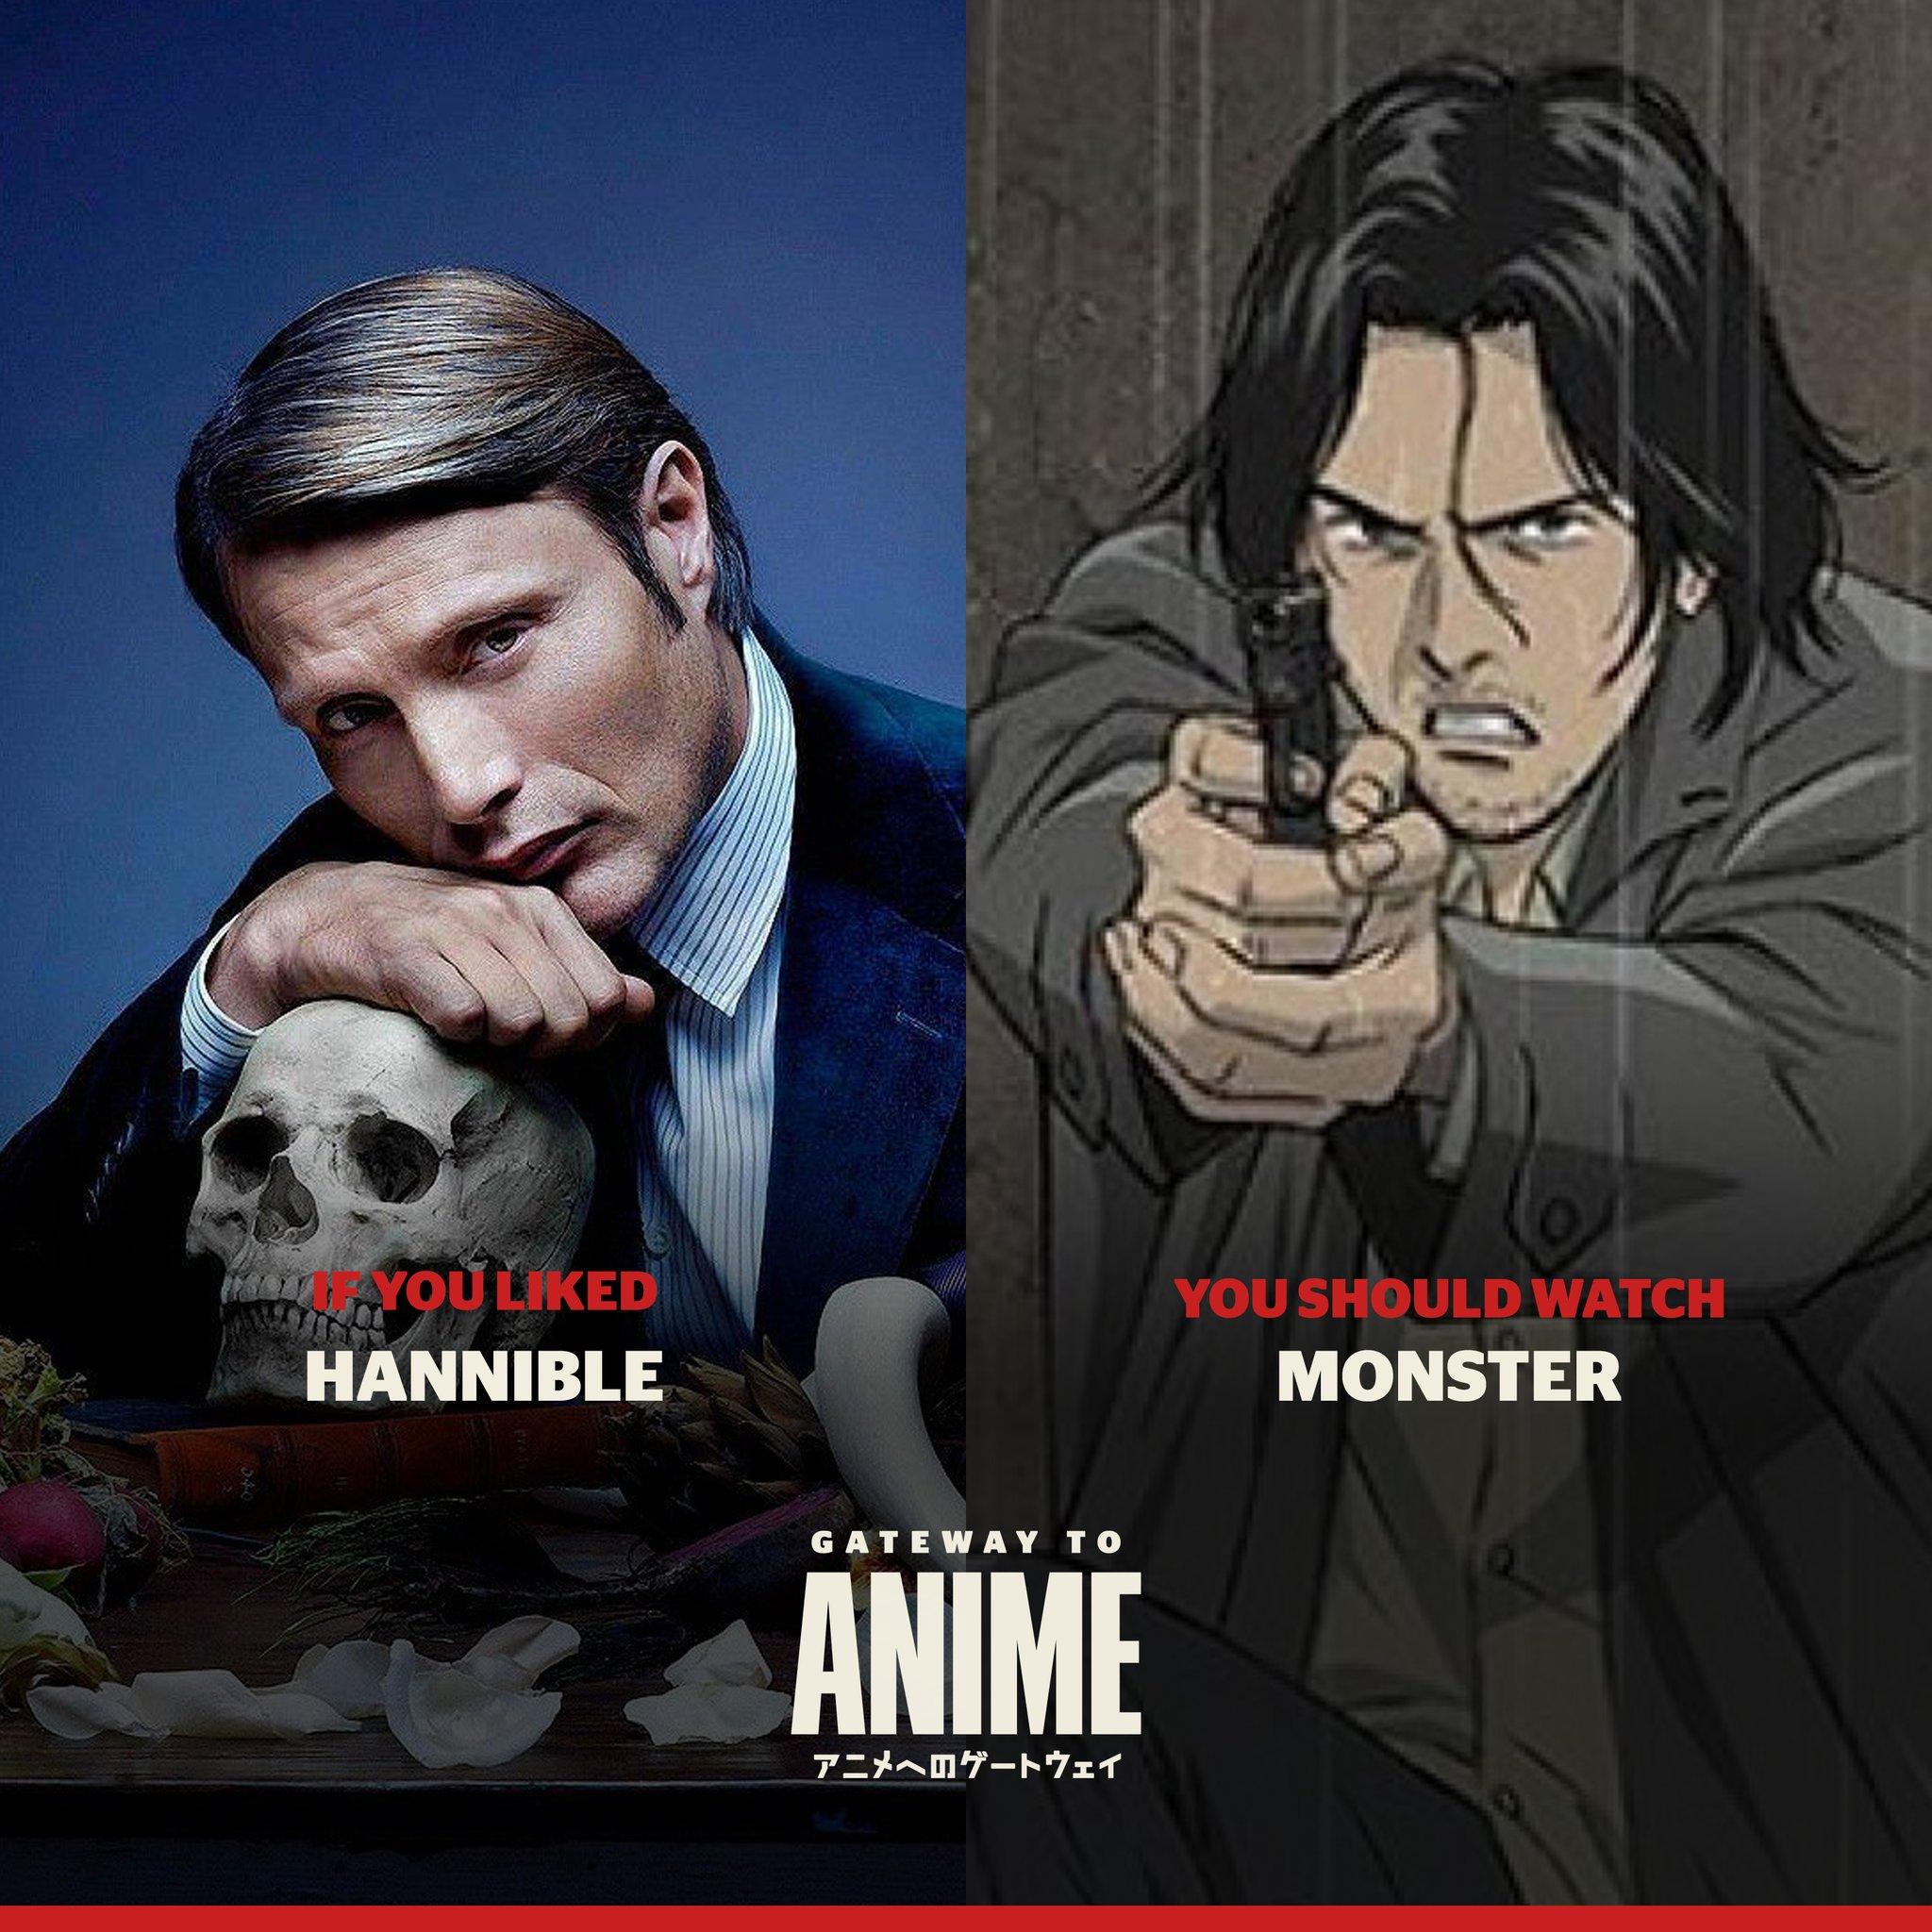 IF YOU LIKED
HANNIBLE
YOU SHOULD WATCH
MONSTER
GATEWAY TO
ANIME
アニメへのゲートウェイ